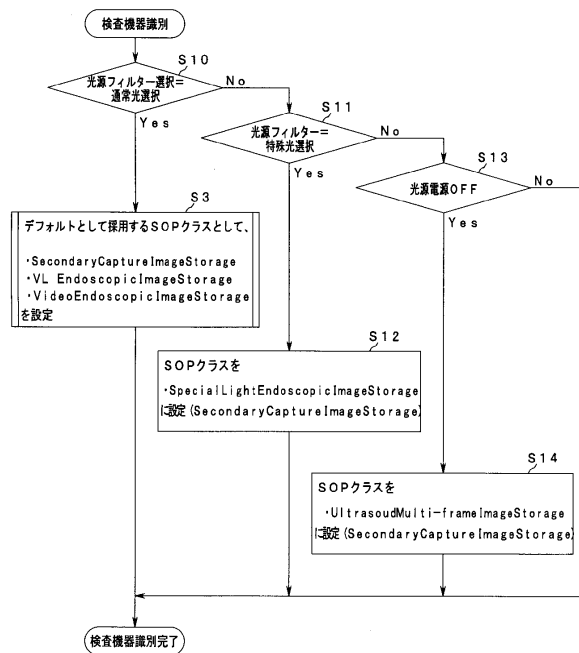 検査機器識別
S10
光源フィルター選択=
通常光選択
No
Yes
S11
光源フィルター=
特殊光選択
No
Yes
S13
光源電源OFF
No
Yes
S3
デフォルトとして採用するSOPクラスとして、
・SecondaryCaptureImageStorage
・VL EndoscopicImageStorage
・VideoEndoscopicImageStorage
を設定
S12
SOPクラスを
・SpecialLightEndoscopicImageStorage
に設定(SecondaryCaptureImageStorage)
S14
SOPクラスを
・UltrasoudMulti-frameImageStorage
に設定(SecondaryCaptureImageStorage)
検査機器識別完了